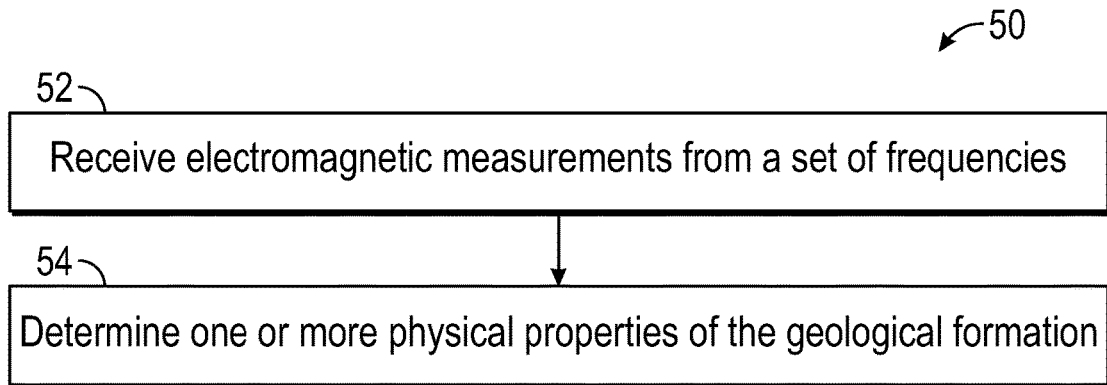 50
52
Receive electromagnetic measurements from a set of frequencies
54
Determine one or more physical properties of the geological formation